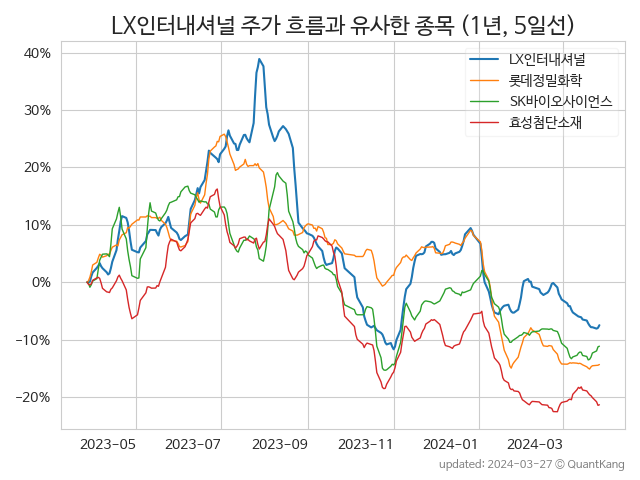 LX인터내셔널 주가 흐름과 유사한 종목 (1년, 5일선)
LX인터내셔널
롯데정밀화학
SK바이오사이언스
효성첨단소재
40%
30%
20%
10%
0%
−10%
−20%
2023-05
2023-07
2023-09
2023-11
2024-01
2024-03
updated: 2024-03-27 © QuantKang